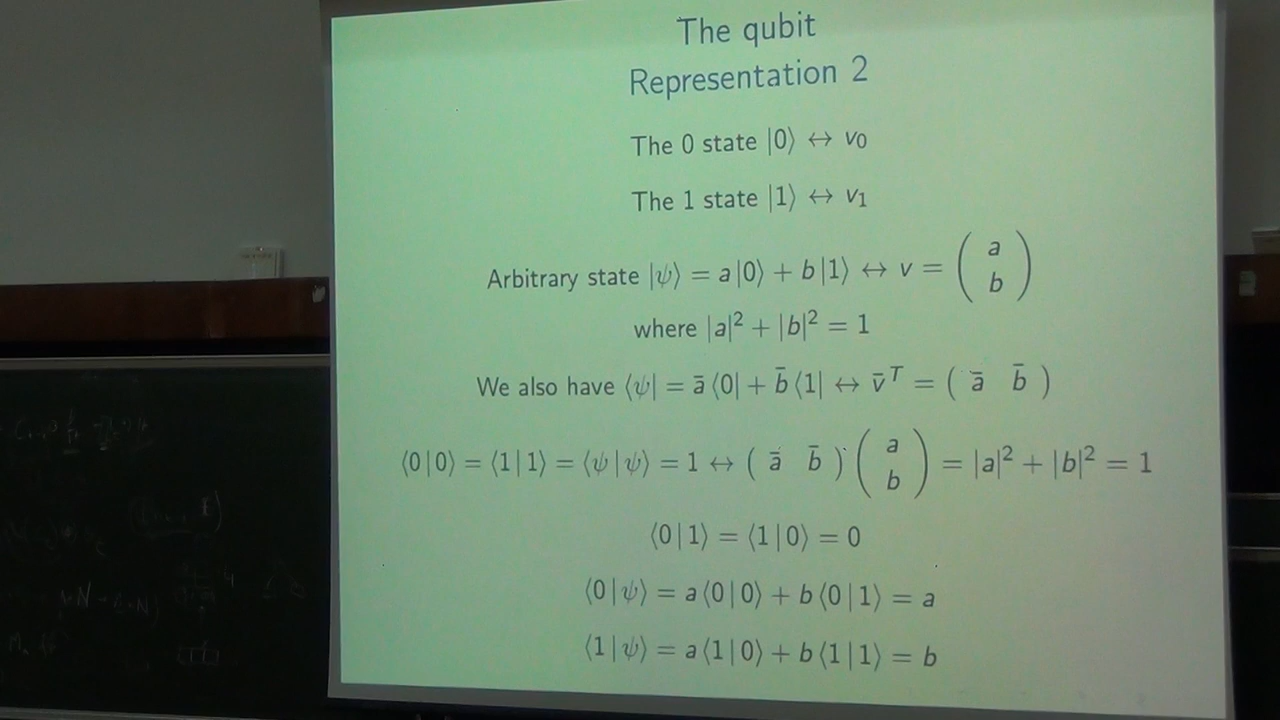 The qubit
Representation 2
The 0 state |0⟩ ↔ v₀
The 1 state |1⟩ ↔ v₁
Arbitrary state |ψ⟩ = a|0⟩ + b|1⟩ ↔ v = ( a b )
where |a|² + |b|² = 1
We also have ⟨ψ| = ā⟨0| + b̄⟨1| ↔ v̄ᵀ = ( ā b̄ )
⟨0|0⟩ = ⟨1|1⟩ = ⟨ψ|ψ⟩ = 1 ↔ ( ā b̄ ) ( a b ) = |a|² + |b|² = 1
⟨0|1⟩ = ⟨1|0⟩ = 0
⟨0|ψ⟩ = a⟨0|0⟩ + b⟨0|1⟩ = a
⟨1|ψ⟩ = a⟨1|0⟩ + b⟨1|1⟩ = b